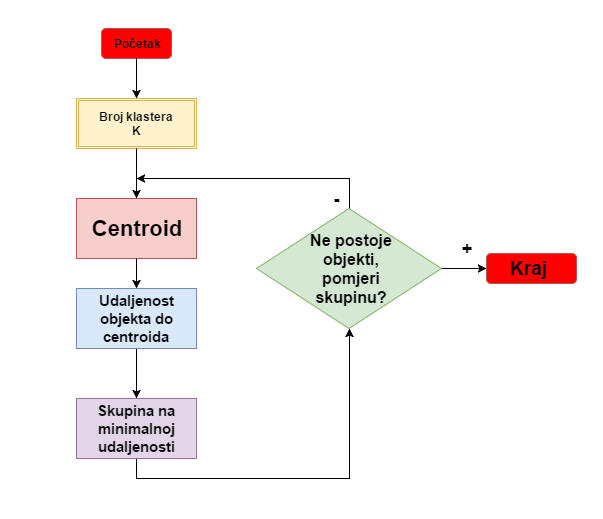 Početak
Broj klastera
K
Centroid
Udaljenost
objekta do
centroida
Skupina na
minimalnoj
udaljenosti
-
Ne postoje
objekti,
pomjeri
skupinu?
+
Kraj